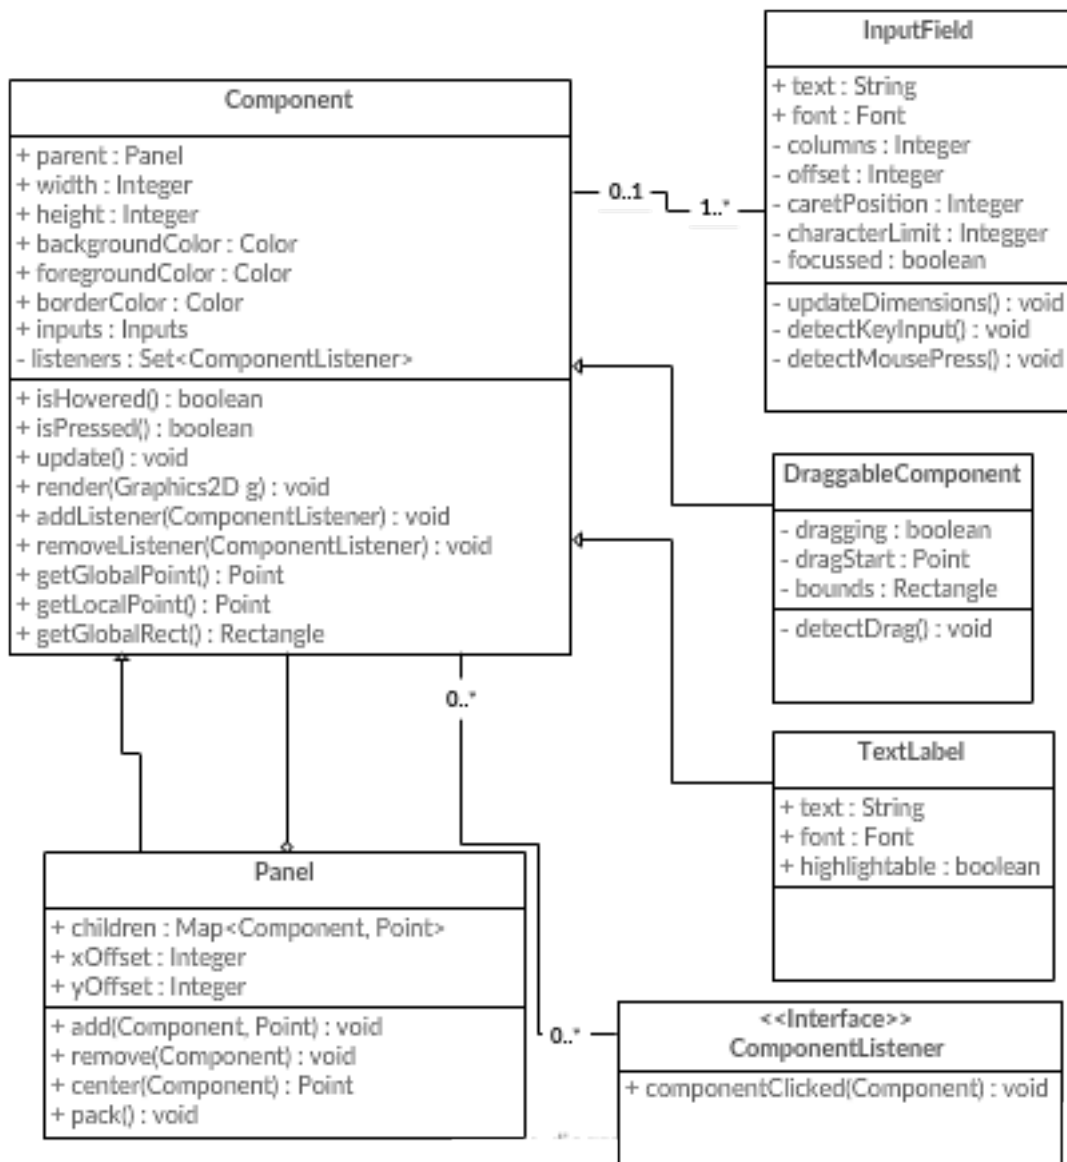 Component
+ parent : Panel
+ width : Integer
+ height : Integer
+ backgroundColor : Color
+ foregroundColor : Color
+ borderColor : Color
+ inputs : Inputs
- listeners : Set<ComponentListener>
+ isHovered() : boolean
+ isPressed() : boolean
+ update() : void
+ render(Graphics2D g) : void
+ addListener(ComponentListener) : void
+ removeListener(ComponentListener) : void
+ getGlobalPoint() : Point
+ getLocalPoint() : Point
+ getGlobalRect() : Rectangle
0..1
1..*
InputField
+ text : String
+ font : Font
- columns : Integer
- offset : Integer
- caretPosition : Integer
- characterLimit : Integger
- focussed : boolean
- updateDimensions() : void
- detectKeyInput() : void
- detectMousePress() : void
DraggableComponent
- dragging : boolean
- dragStart : Point
- bounds : Rectangle
- detectDrag() : void
TextLabel
+ text : String
+ font : Font
+ highlightable : boolean
0..*
Panel
+ children : Map<Component, Point>
+ xOffset : Integer
+ yOffset : Integer
+ add(Component, Point) : void
+ remove(Component) : void
+ center(Component) : Point
+ pack() : void
0..*
<<Interface>>
ComponentListener
+ componentClicked(Component) : void